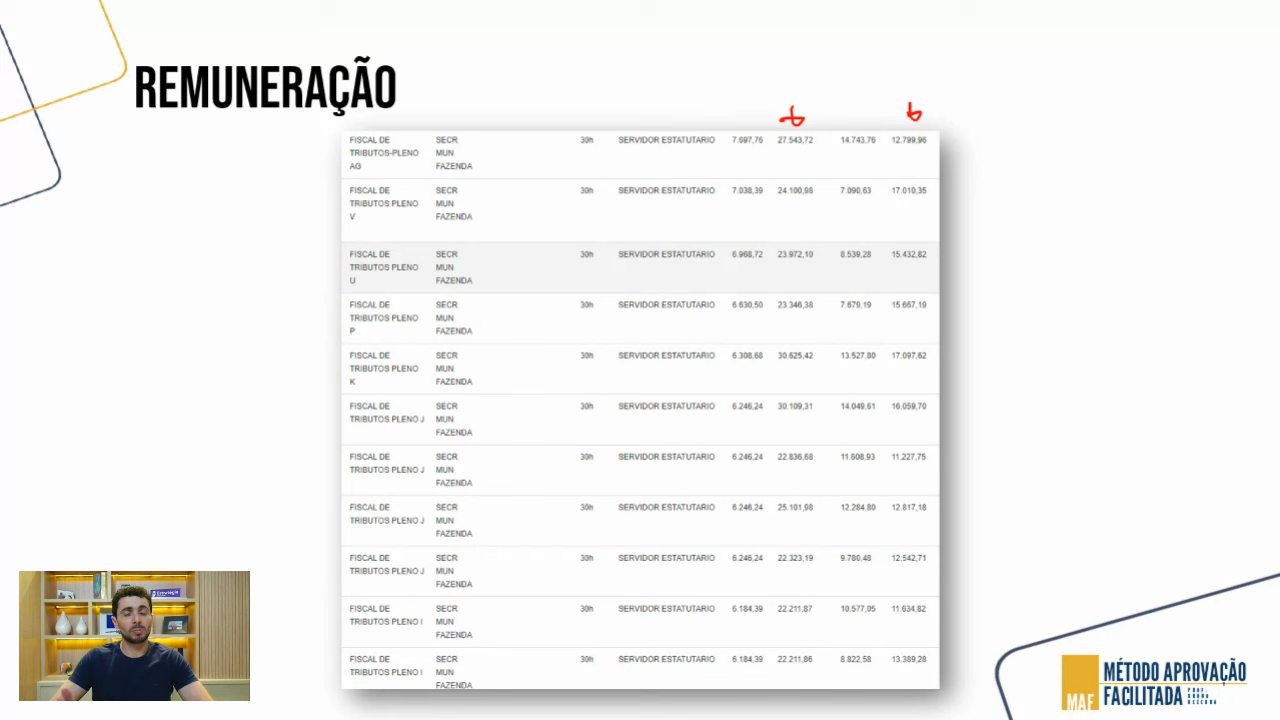 REMUNERAÇÃO
FISCAL DE SECR 30h SERVIDOR ESTATUTARIO 7.697,76 27.543,72 14.743,76 12.799,96
TRIBUTOS-PLENO MUN
AG FAZENDA
FISCAL DE SECR 30h SERVIDOR ESTATUTARIO 7.038,39 24.100,98 7.090,63 17.010,35
TRIBUTOS PLENO MUN
V FAZENDA
FISCAL DE SECR 30h SERVIDOR ESTATUTARIO 6.968,72 23.972,10 8.539,28 15.432,82
TRIBUTOS PLENO MUN
U FAZENDA
FISCAL DE SECR 30h SERVIDOR ESTATUTARIO 6.630,50 23.346,38 7.679,19 15.667,19
TRIBUTOS PLENO MUN
P FAZENDA
FISCAL DE SECR 30h SERVIDOR ESTATUTARIO 6.308,68 30.625,42 13.527,80 17.097,62
TRIBUTOS PLENO MUN
K FAZENDA
FISCAL DE SECR 30h SERVIDOR ESTATUTARIO 6.246,24 30.109,31 14.049,61 16.059,70
TRIBUTOS PLENO J MUN
FAZENDA
FISCAL DE SECR 30h SERVIDOR ESTATUTARIO 6.246,24 22.836,68 11.608,93 11.227,75
TRIBUTOS PLENO J MUN
FAZENDA
FISCAL DE SECR 30h SERVIDOR ESTATUTARIO 6.246,24 25.101,98 12.284,80 12.817,18
TRIBUTOS PLENO J MUN
FAZENDA
FISCAL DE SECR 30h SERVIDOR ESTATUTARIO 6.246,24 22.323,19 9.780,48 12.542,71
TRIBUTOS PLENO J MUN
FAZENDA
FISCAL DE SECR 30h SERVIDOR ESTATUTARIO 6.184,39 22.211,87 10.577,05 11.634,82
TRIBUTOS PLENO I MUN
FAZENDA
FISCAL DE SECR 30h SERVIDOR ESTATUTARIO 6.184,39 22.211,86 8.822,58 13.389,28
TRIBUTOS PLENO I MUN
FAZENDA
MAF
MÉTODO APROVAÇÃO
FACILITADA